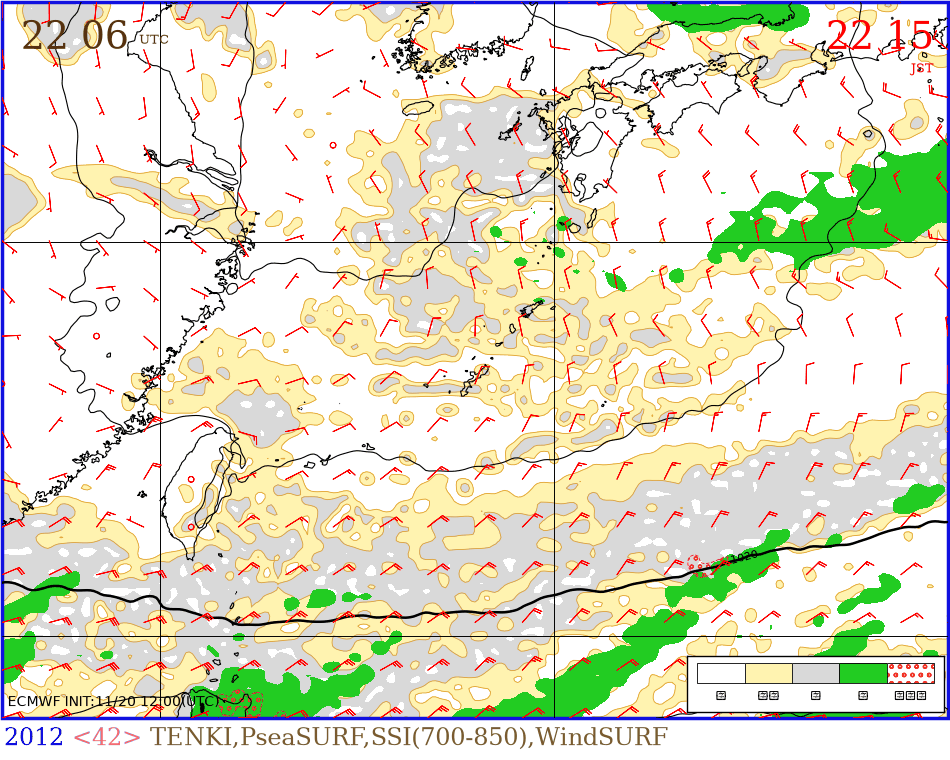 22 06 UTC
22 15
JST
1020
ECMWF INIT:11/20 12:00(UTC)
2012 <42> TENKI,PseaSURF,SSI(700-850),WindSURF